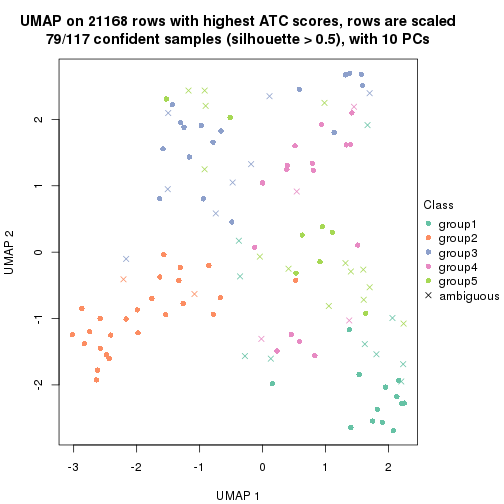 UMAP on 21168 rows with highest ATC scores, rows are scaled
79/117 confident samples (silhouette > 0.5), with 10 PCs
UMAP 2
2
1
0
-1
-2
-3
-2
-1
0
1
2
UMAP 1
Class
group1
group2
group3
group4
group5
ambiguous